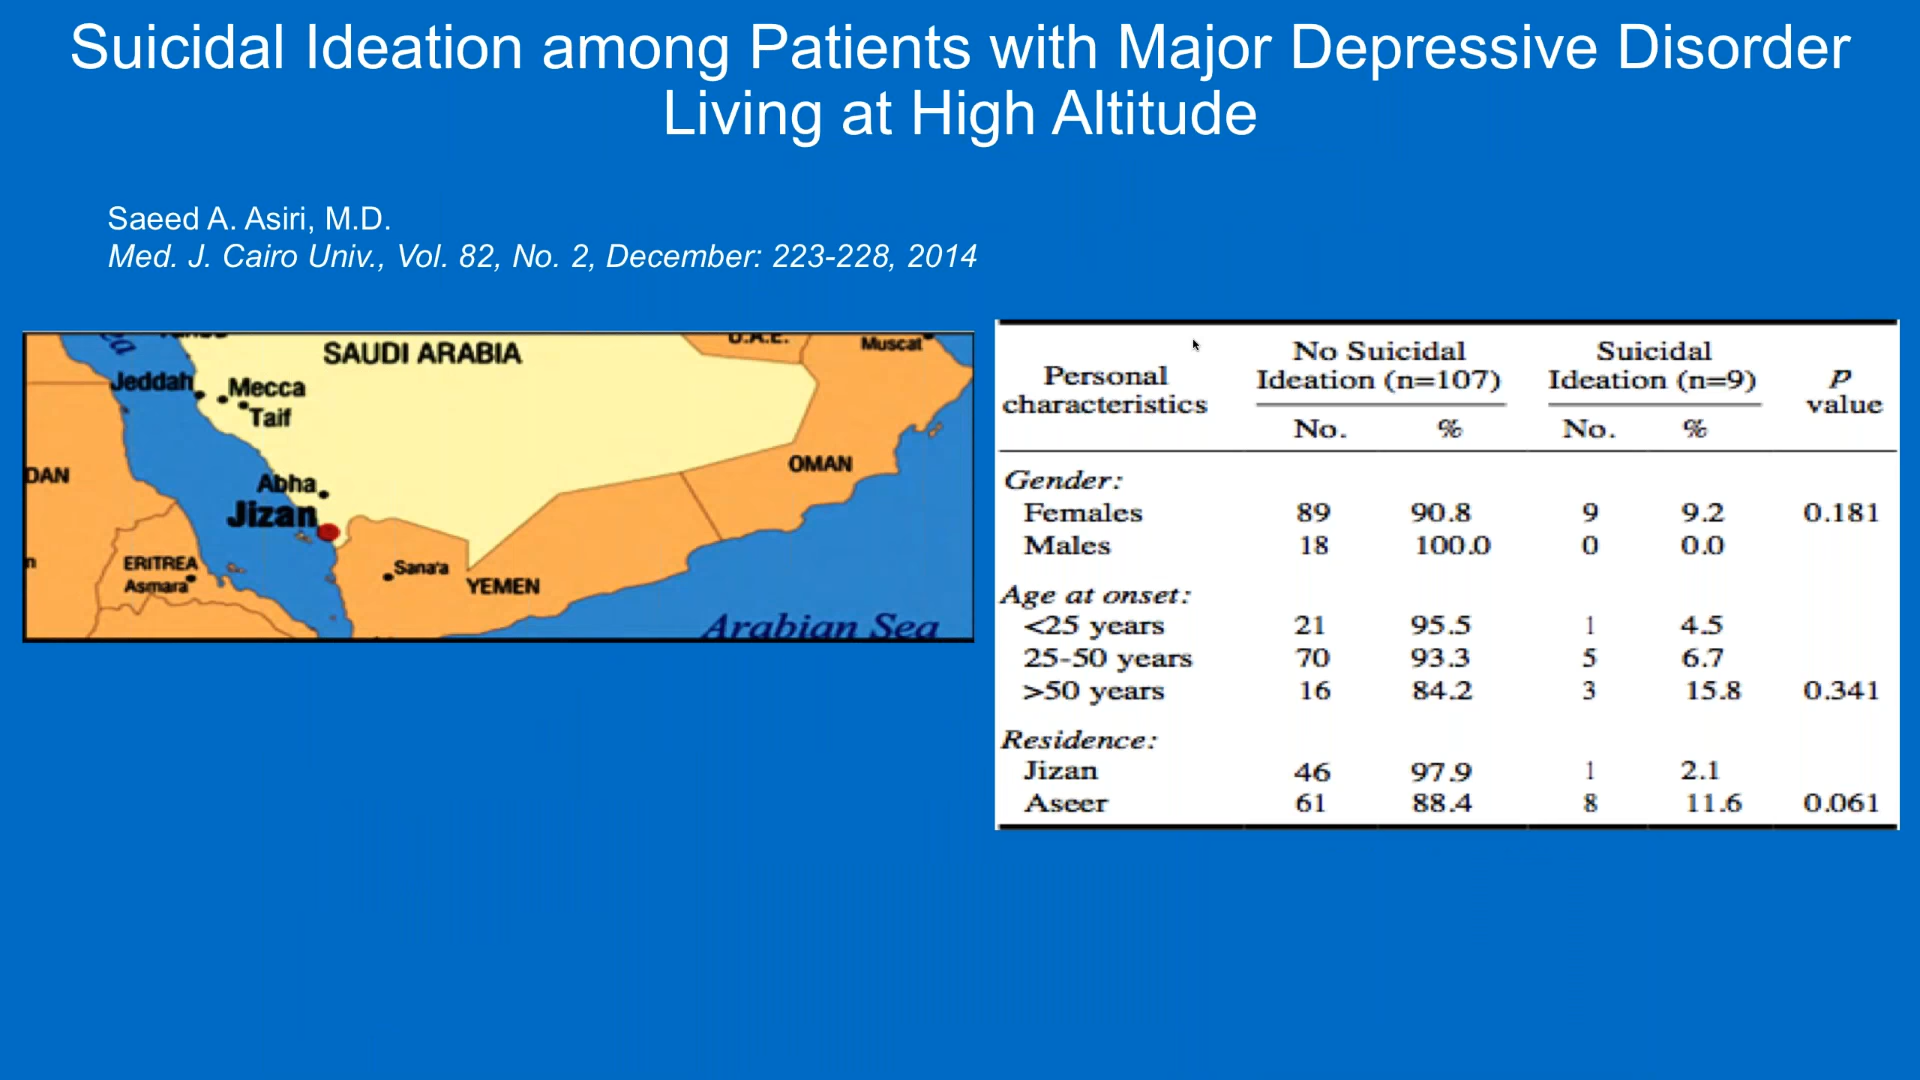 Suicidal Ideation among Patients with Major Depressive Disorder
Living at High Altitude
Saeed A. Asiri, M.D.
Med. J. Cairo Univ., Vol. 82, No. 2, December: 223-228, 2014
SAUDI ARABIA
U.A.E.
Muscat
Jeddah
Mecca
Taif
Abha
Jizan
OMAN
DAN
ERITREA
Asmara
Sana'a
YEMEN
Arabian Sea
Personal characteristics
No Suicidal Ideation (n=107)
Suicidal Ideation (n=9)
P value
No. % No. %
Gender:
Females 89 90.8 9 9.2 0.181
Males 18 100.0 0 0.0
Age at onset:
<25 years 21 95.5 1 4.5
25-50 years 70 93.3 5 6.7
>50 years 16 84.2 3 15.8 0.341
Residence:
Jizan 46 97.9 1 2.1
Aseer 61 88.4 8 11.6 0.061